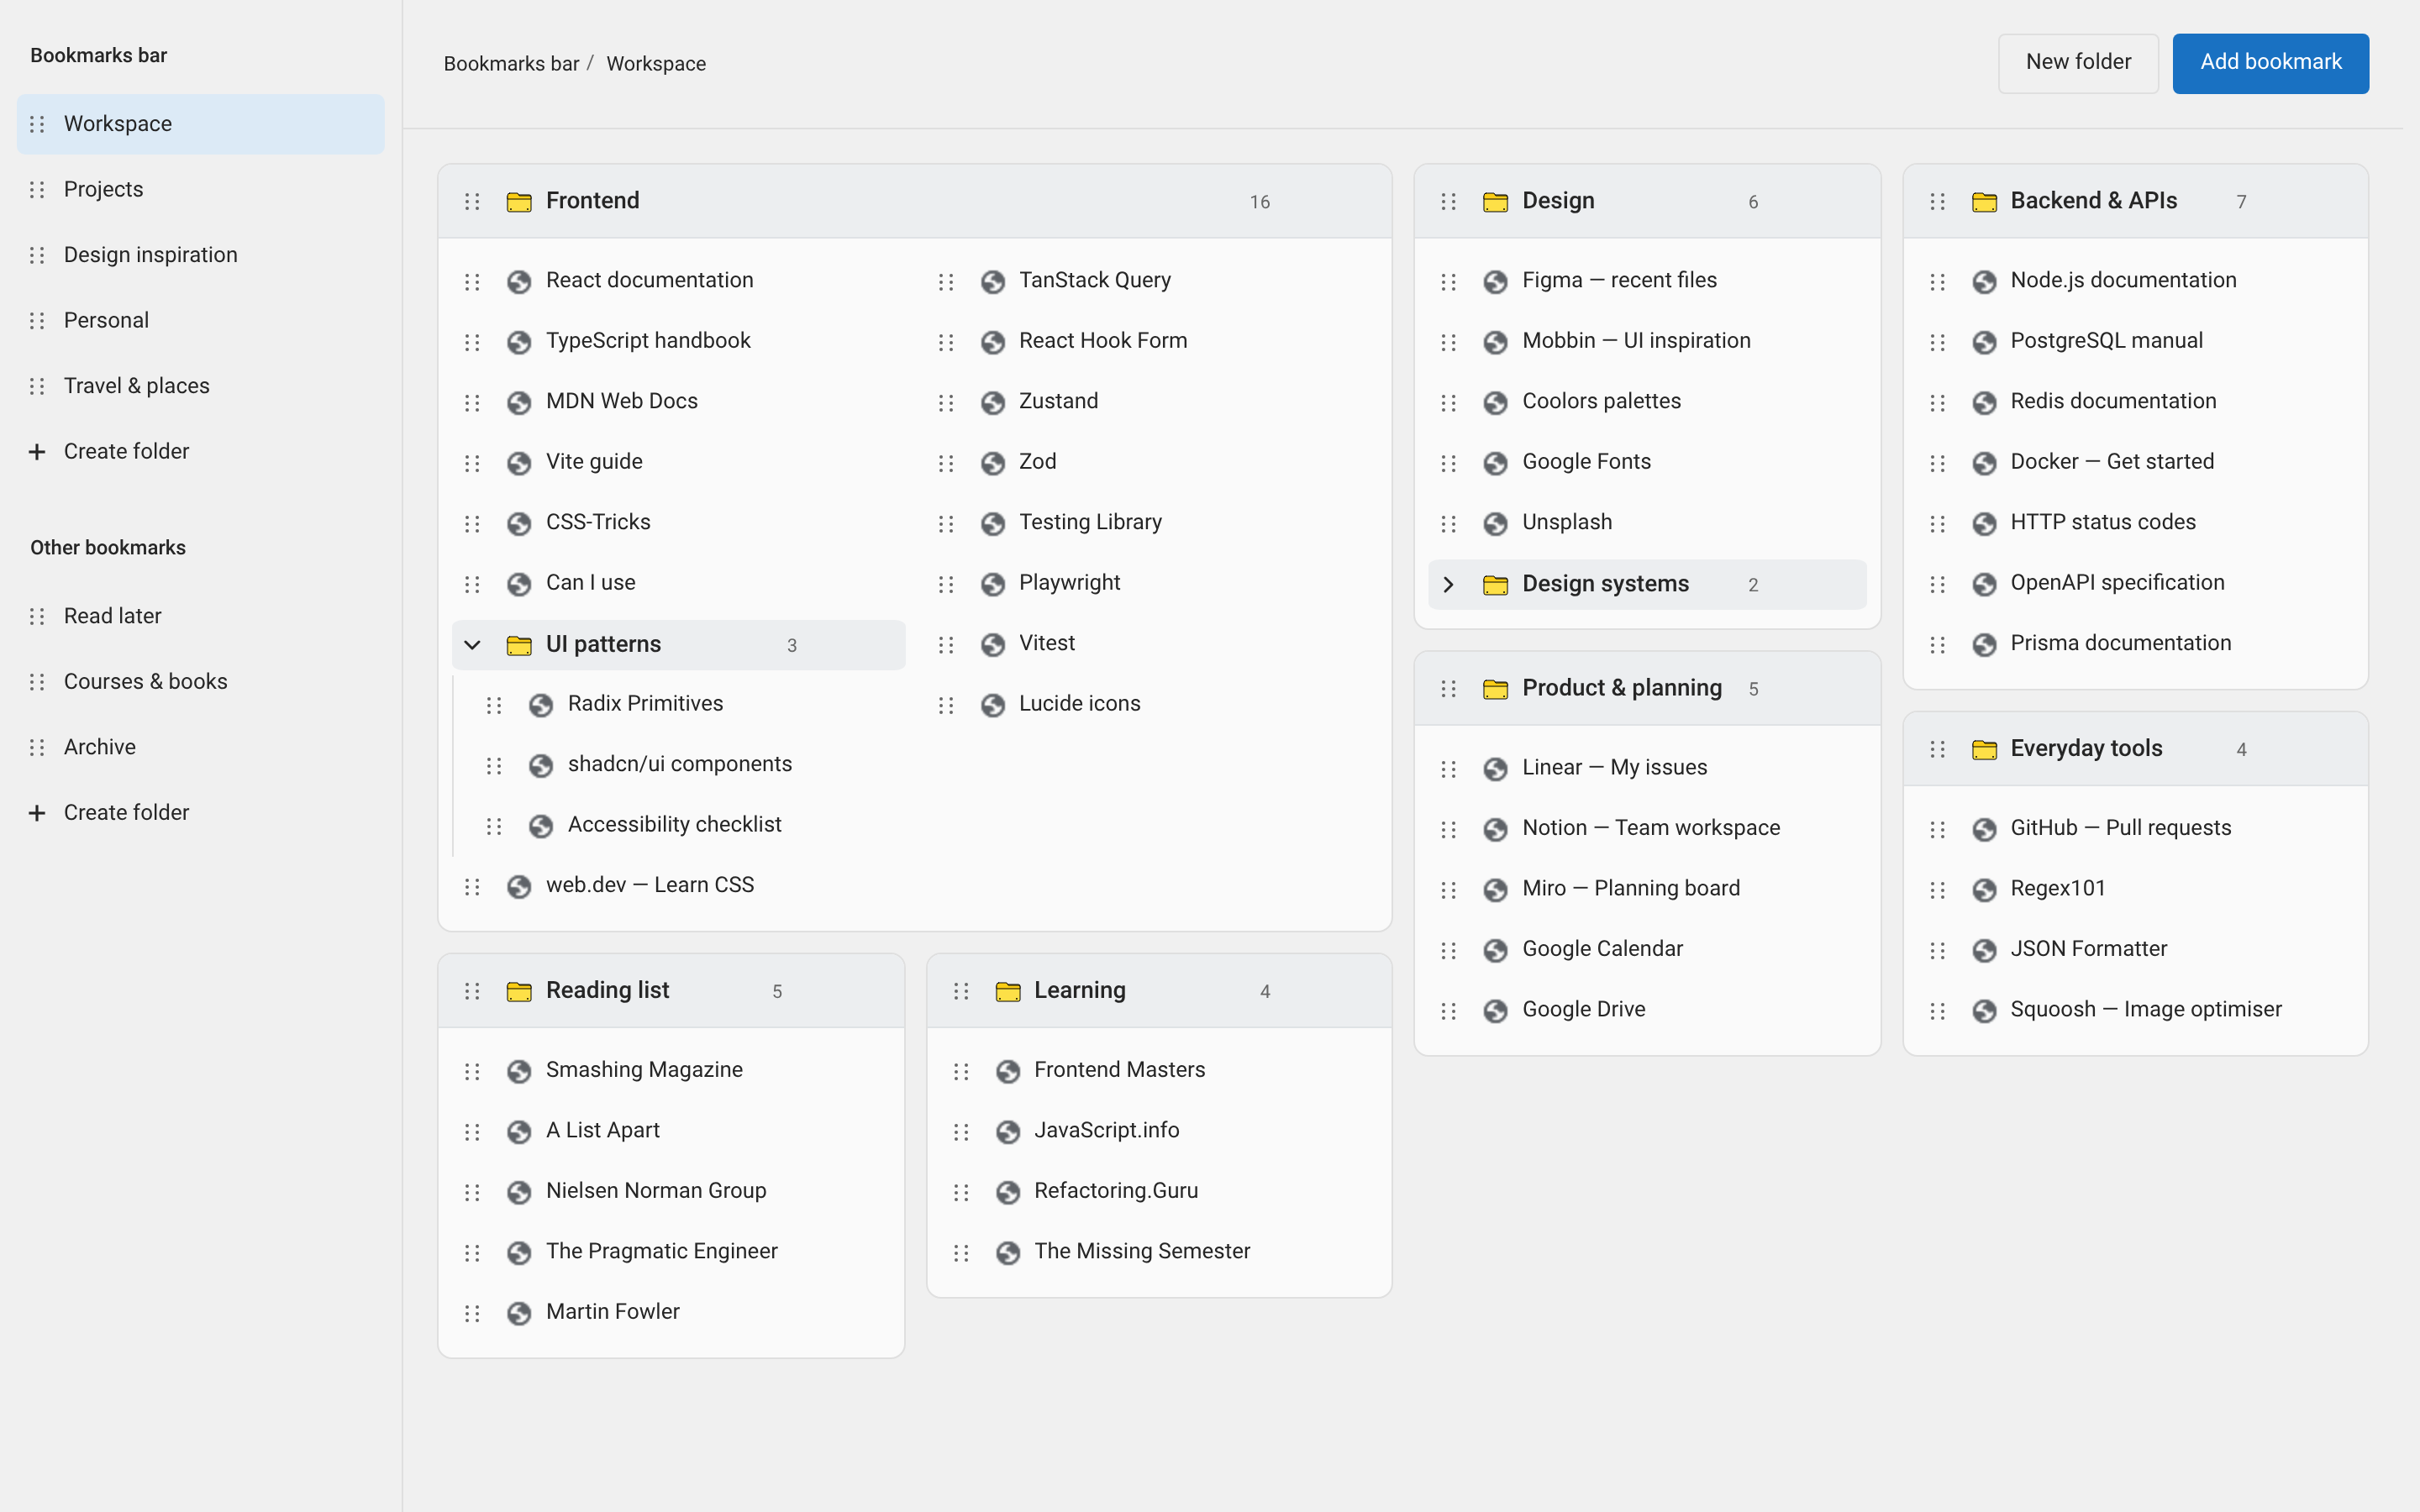 Bookmarks bar
Workspace
Projects
Design inspiration
Personal
Travel & places
Create folder
Other bookmarks
Read later
Courses & books
Archive
Create folder
Bookmarks bar / Workspace
New folder
Add bookmark
Frontend 16
React documentation
TypeScript handbook
MDN Web Docs
Vite guide
CSS-Tricks
Can I use
UI patterns 3
Radix Primitives
shadcn/ui components
Accessibility checklist
web.dev — Learn CSS
TanStack Query
React Hook Form
Zustand
Zod
Testing Library
Playwright
Vitest
Lucide icons
Design 6
Figma — recent files
Mobbin — UI inspiration
Coolors palettes
Google Fonts
Unsplash
Design systems 2
Backend & APIs 7
Node.js documentation
PostgreSQL manual
Redis documentation
Docker — Get started
HTTP status codes
OpenAPI specification
Prisma documentation
Product & planning 5
Linear — My issues
Notion — Team workspace
Miro — Planning board
Google Calendar
Google Drive
Everyday tools 4
GitHub — Pull requests
Regex101
JSON Formatter
Squoosh — Image optimiser
Reading list 5
Smashing Magazine
A List Apart
Nielsen Norman Group
The Pragmatic Engineer
Martin Fowler
Learning 4
Frontend Masters
JavaScript.info
Refactoring.Guru
The Missing Semester